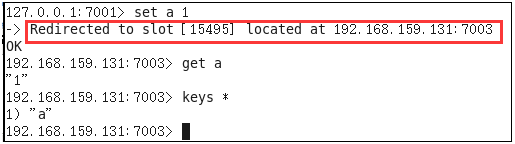 127.0.0.1:7001> set a 1
-> Redirected to slot [15495] located at 192.168.159.131:7003
OK
192.168.159.131:7003> get a
"1"
192.168.159.131:7003> keys *
1) "a"
192.168.159.131:7003>